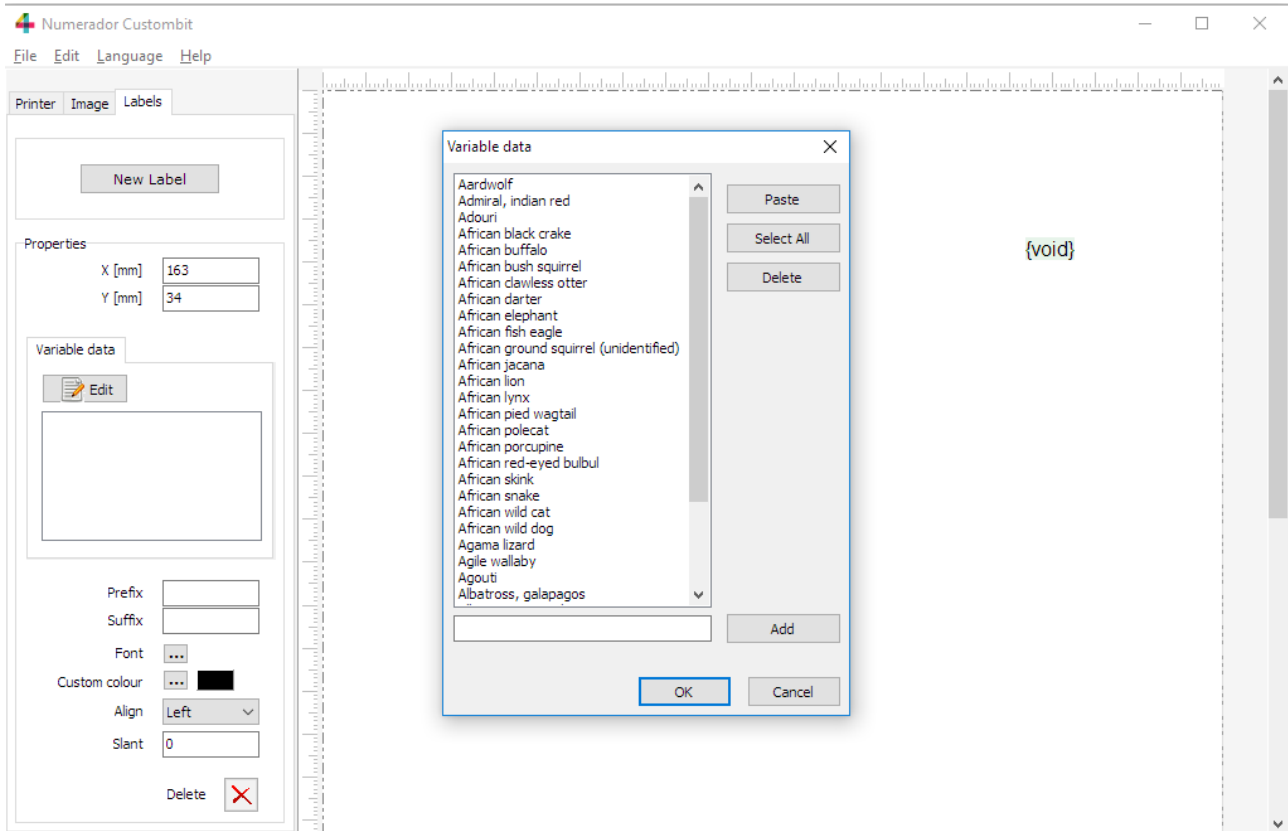 Numerador Custombit
File Edit Language Help
Printer Image Labels
New Label
Properties
X [mm] 163
Y [mm] 34
Variable data
Edit
Prefix
Suffix
Font ...
Custom colour ...
Align Left
Slant 0
Delete
Variable data
Aardwolf
Admiral, indian red
Adouri
African black crake
African buffalo
African bush squirrel
African clawless otter
African darter
African elephant
African fish eagle
African ground squirrel (unidentified)
African jacana
African lion
African lynx
African pied wagtail
African polecat
African porcupine
African red-eyed bulbul
African skink
African snake
African wild cat
African wild dog
Agama lizard
Agile wallaby
Agouti
Albatross, galapagos
Paste
Select All
Delete
Add
OK Cancel
{void}